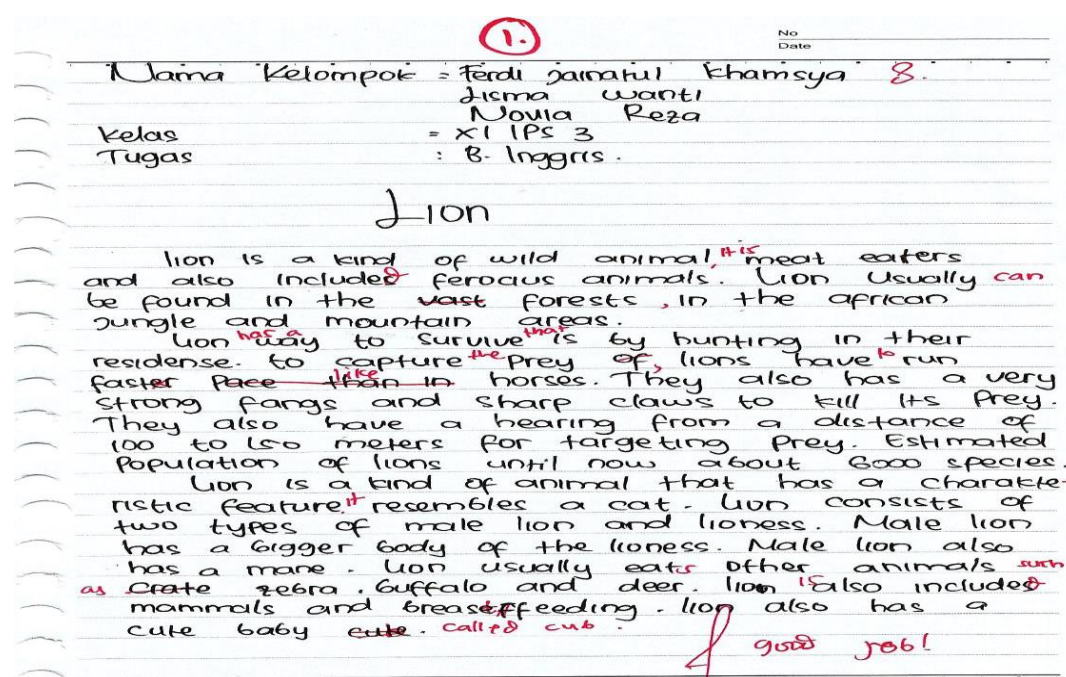 1.
No
Date
Nama Kelompok = Ferdi Jainatul Khamsya 8.
Lisma Wanti
Novia Reza
Kelas = XI IPS 3
Tugas : B. Inggris.
Lion
lion is a kind of wild animal, it is meat eaters
and also included ferocius animals. Lion usually can
be found in the vast forests, in the african
jungle and mountain areas.
Lion has a way to survive that is by hunting in their
residense. to capture the prey of, lions have to run
faster pace like than in horses. They also has a very
strong fangs and sharp claws to kill its prey.
They also have a hearing from a distance of
100 to 150 meters for targeting prey. Estimated
population of lions until now about 6000 species.
Lion is a kind of animal that has a charakte-
ristic feature it resembles a cat. Lion consists of
two types of male lion and lioness. Male lion
has a bigger body of the lioness. Male lion also
has a mane. Lion usually eats other animals such
as crate zebra. buffalo and deer. lion is also included
mammals and breastfeeding. lion also has a
cute baby cute. called cub.
good job!